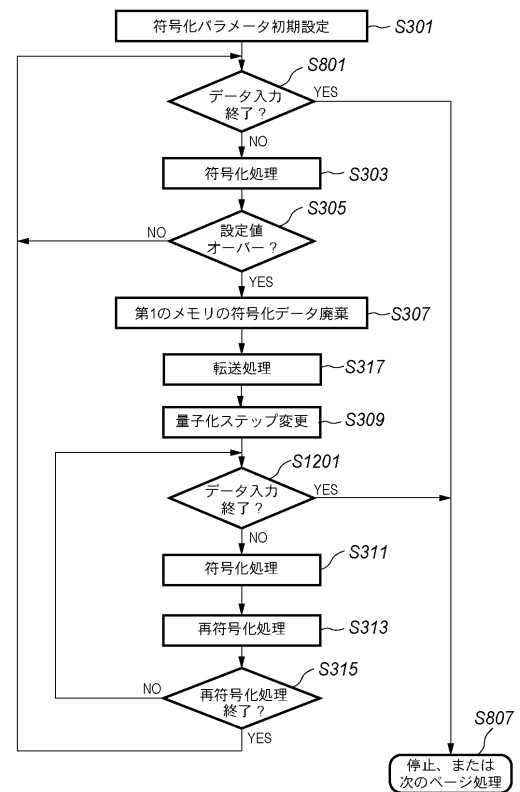 符号化パラメータ初期設定
S301
S801
データ入力
終了？
YES
NO
符号化処理
S303
S305
設定値
オーバー？
NO
YES
第1のメモリの符号化データ廃棄
S307
転送処理
S317
量子化ステップ変更
S309
S1201
データ入力
終了？
YES
NO
符号化処理
S311
再符号化処理
S313
S315
再符号化処理
終了？
NO
YES
S807
停止、または
次のページ処理